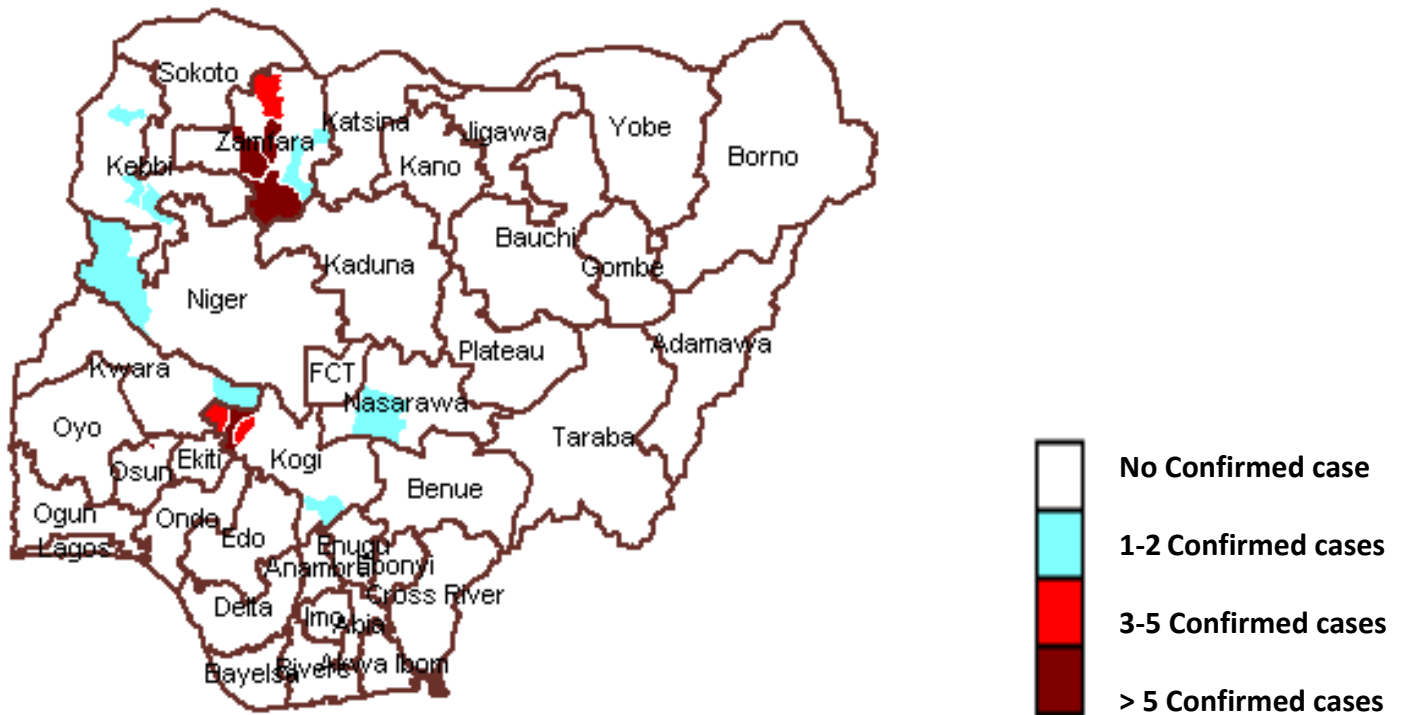 Sokoto
Katsina
Jigawa
Yobe
Zamfara
Borno
Kebbi
Kano
Bauchi
Gombe
Kaduna
Niger
Adamawa
Plateau
Kwara
FCT
Nasarawa
Oyo
Taraba
Ekiti
Kogi
Osun
Benue
Ogun
Ondo
Edo
Lagos
Enugu
Ebonyi
Anambra
Cross River
Delta
Imo
Abia
Bayelsa
Rivers
Akwa Ibom
No Confirmed case
1-2 Confirmed cases
3-5 Confirmed cases
> 5 Confirmed cases